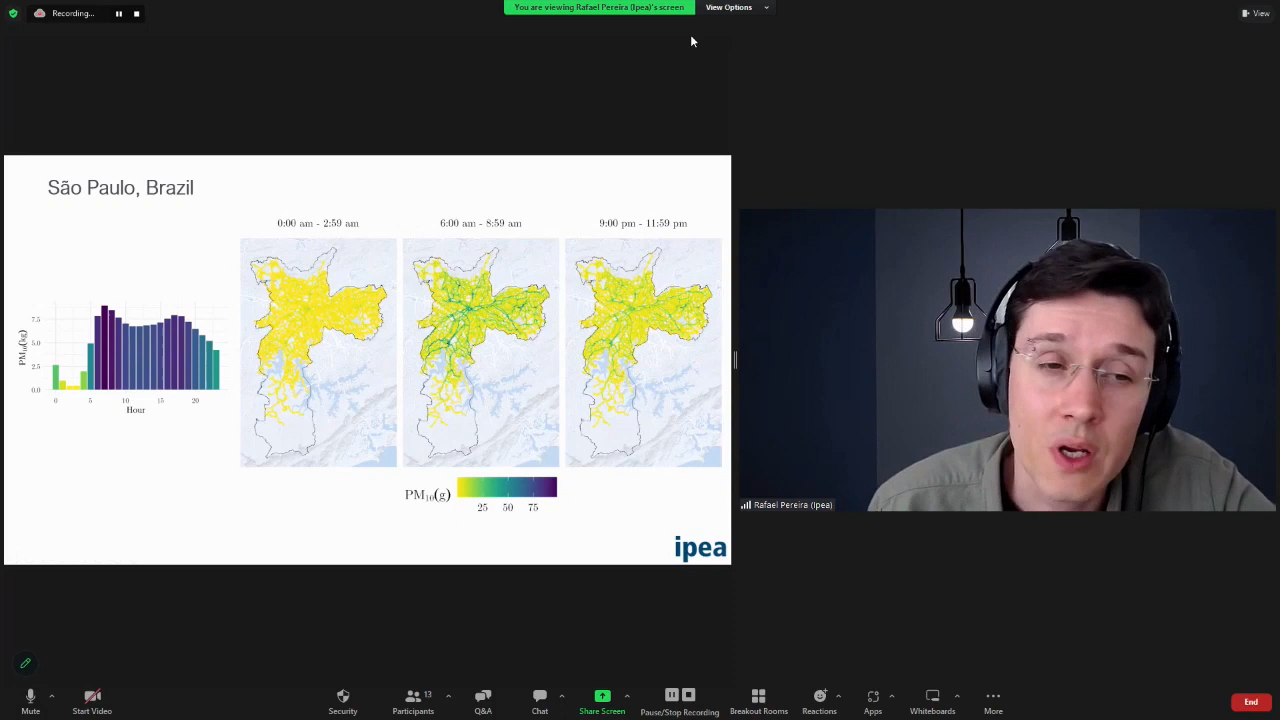 Recording...
You are viewing Rafael Pereira (Ipea)'s screen
View Options
View
São Paulo, Brazil
0:00 am - 2:59 am
6:00 am - 8:59 am
9:00 pm - 11:59 pm
PM10(kg)
7.5
5.0
2.5
0.0
0 5 10 15 20
Hour
PM10(g)
25 50 75
ipea
Rafael Pereira (Ipea)
Mute
Start Video
Security
Participants 13
Q&A
Chat
Share Screen
Pause/Stop Recording
Breakout Rooms
Reactions
Apps
Whiteboards
More
End